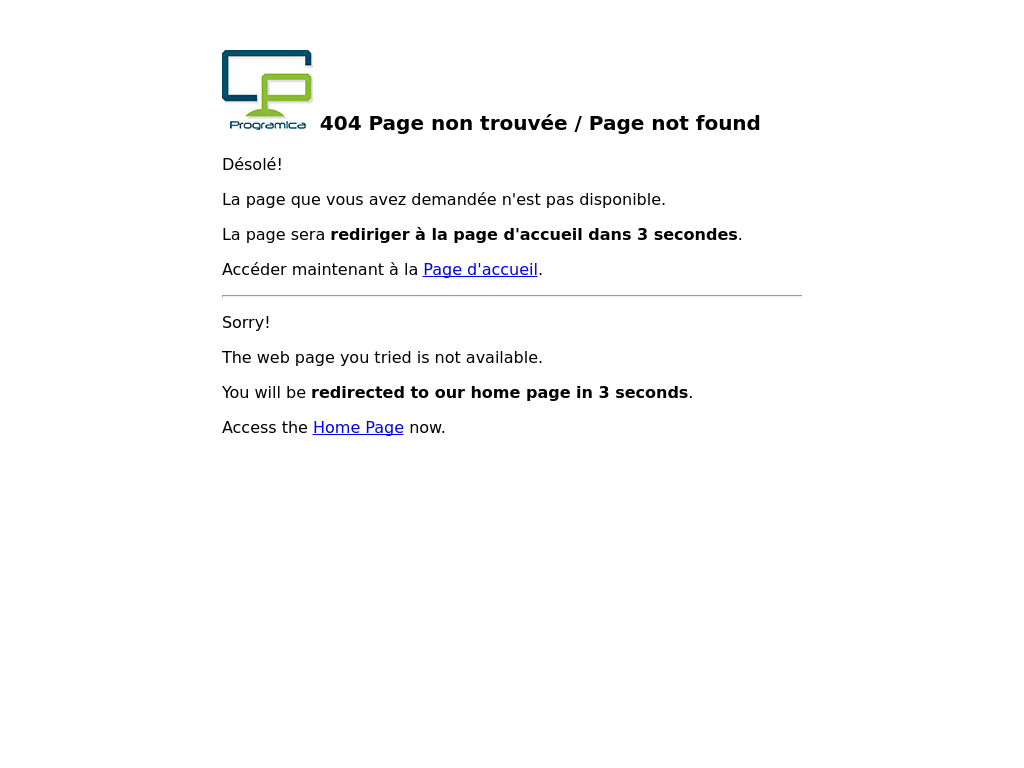 Programica
404 Page non trouvée / Page not found
Désolé!
La page que vous avez demandée n'est pas disponible.
La page sera rediriger à la page d'accueil dans 3 secondes.
Accéder maintenant à la Page d'accueil.
Sorry!
The web page you tried is not available.
You will be redirected to our home page in 3 seconds.
Access the Home Page now.